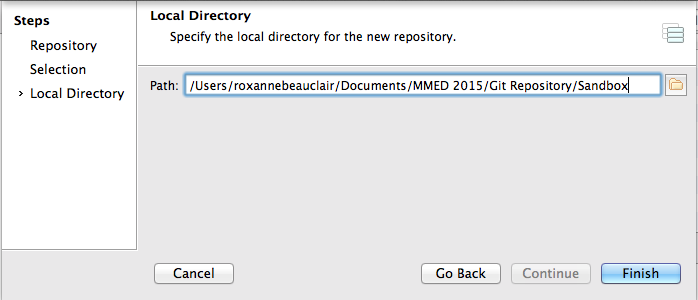 Steps
Repository
Selection
› Local Directory
Local Directory
Specify the local directory for the new repository.
Path: /Users/roxannebeauclair/Documents/MMED 2015/Git Repository/Sandbox
Cancel
Go Back
Continue
Finish